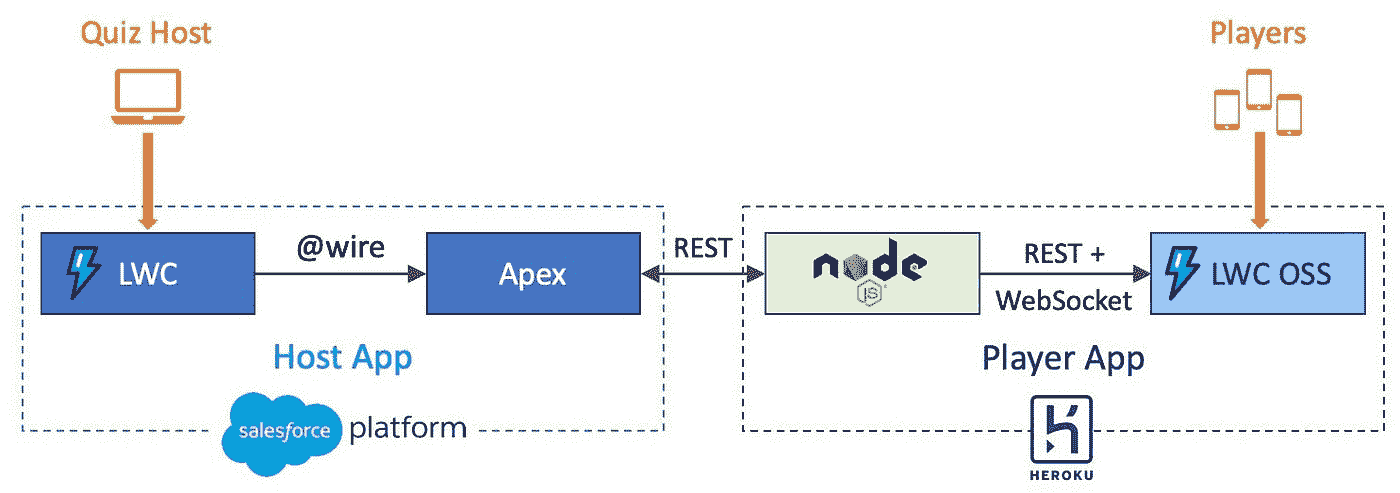 Quiz Host
Players
LWC
@wire
Apex
REST
node
JS
REST +
WebSocket
LWC OSS
Host App
Player App
salesforce platform
HEROKU